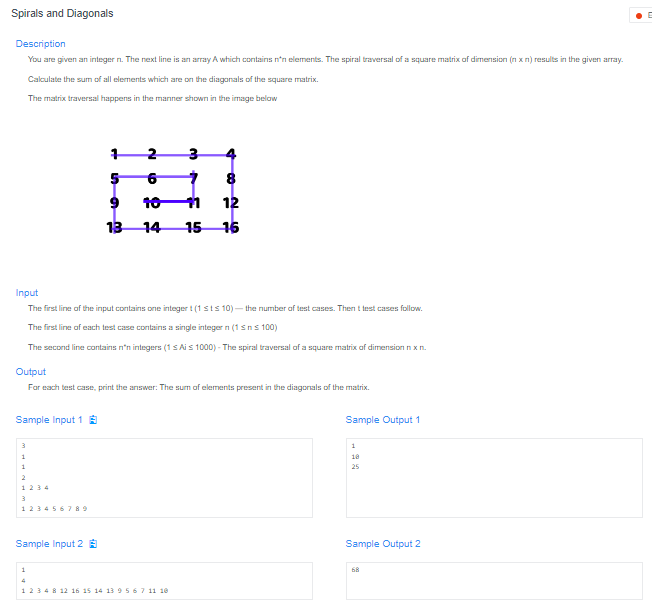 Spirals and Diagonals
E
Description
You are given an integer n. The next line is an array A which contains n*n elements. The spiral traversal of a square matrix of dimension (n x n) results in the given array.
Calculate the sum of all elements which are on the diagonals of the square matrix.
The matrix traversal happens in the manner shown in the image below
1 2 3 4
5 6 7 8
9 10 11 12
13 14 15 16
Input
The first line of the input contains one integer t (1 ≤ t ≤ 10) — the number of test cases. Then t test cases follow.
The first line of each test case contains a single integer n (1 ≤ n ≤ 100)
The second line contains n*n integers (1 ≤ Ai ≤ 1000) - The spiral traversal of a square matrix of dimension n x n.
Output
For each test case, print the answer: The sum of elements present in the diagonals of the matrix.
Sample Input 1
3
1
1
2
1 2 3 4
3
1 2 3 4 5 6 7 8 9
Sample Output 1
1
10
25
Sample Input 2
1
4
1 2 3 4 8 12 16 15 14 13 9 5 6 7 11 10
Sample Output 2
68